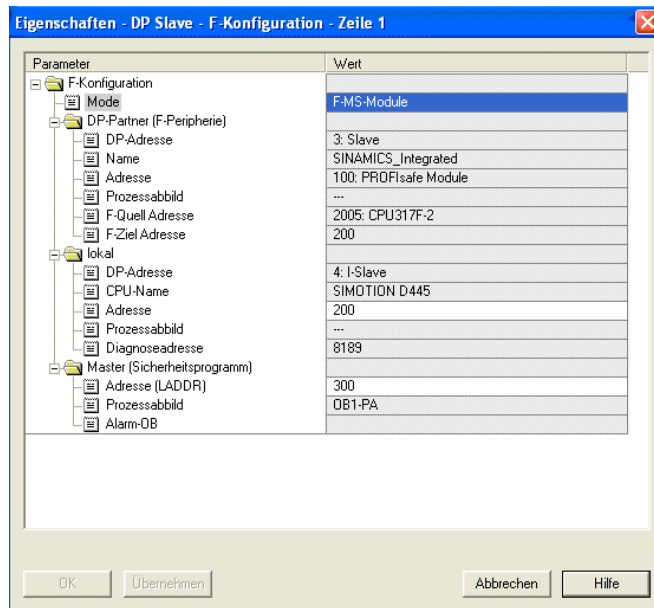 Eigenschaften - DP Slave - F-Konfiguration - Zeile 1
Parameter Wert
F-Konfiguration
Mode F-MS-Module
DP-Partner (F-Peripherie)
DP-Adresse 3: Slave
Name SINAMICS_Integrated
Adresse 100: PROFIsafe Module
Prozessabbild ---
F-Quell Adresse 2005: CPU317F-2
F-Ziel Adresse 200
lokal
DP-Adresse 4: I-Slave
CPU-Name SIMOTION D445
Adresse 200
Prozessabbild ---
Diagnoseadresse 8189
Master (Sicherheitsprogramm)
Adresse (LADDR) 300
Prozessabbild OB1-PA
Alarm-OB
OK Übernehmen Abbrechen Hilfe